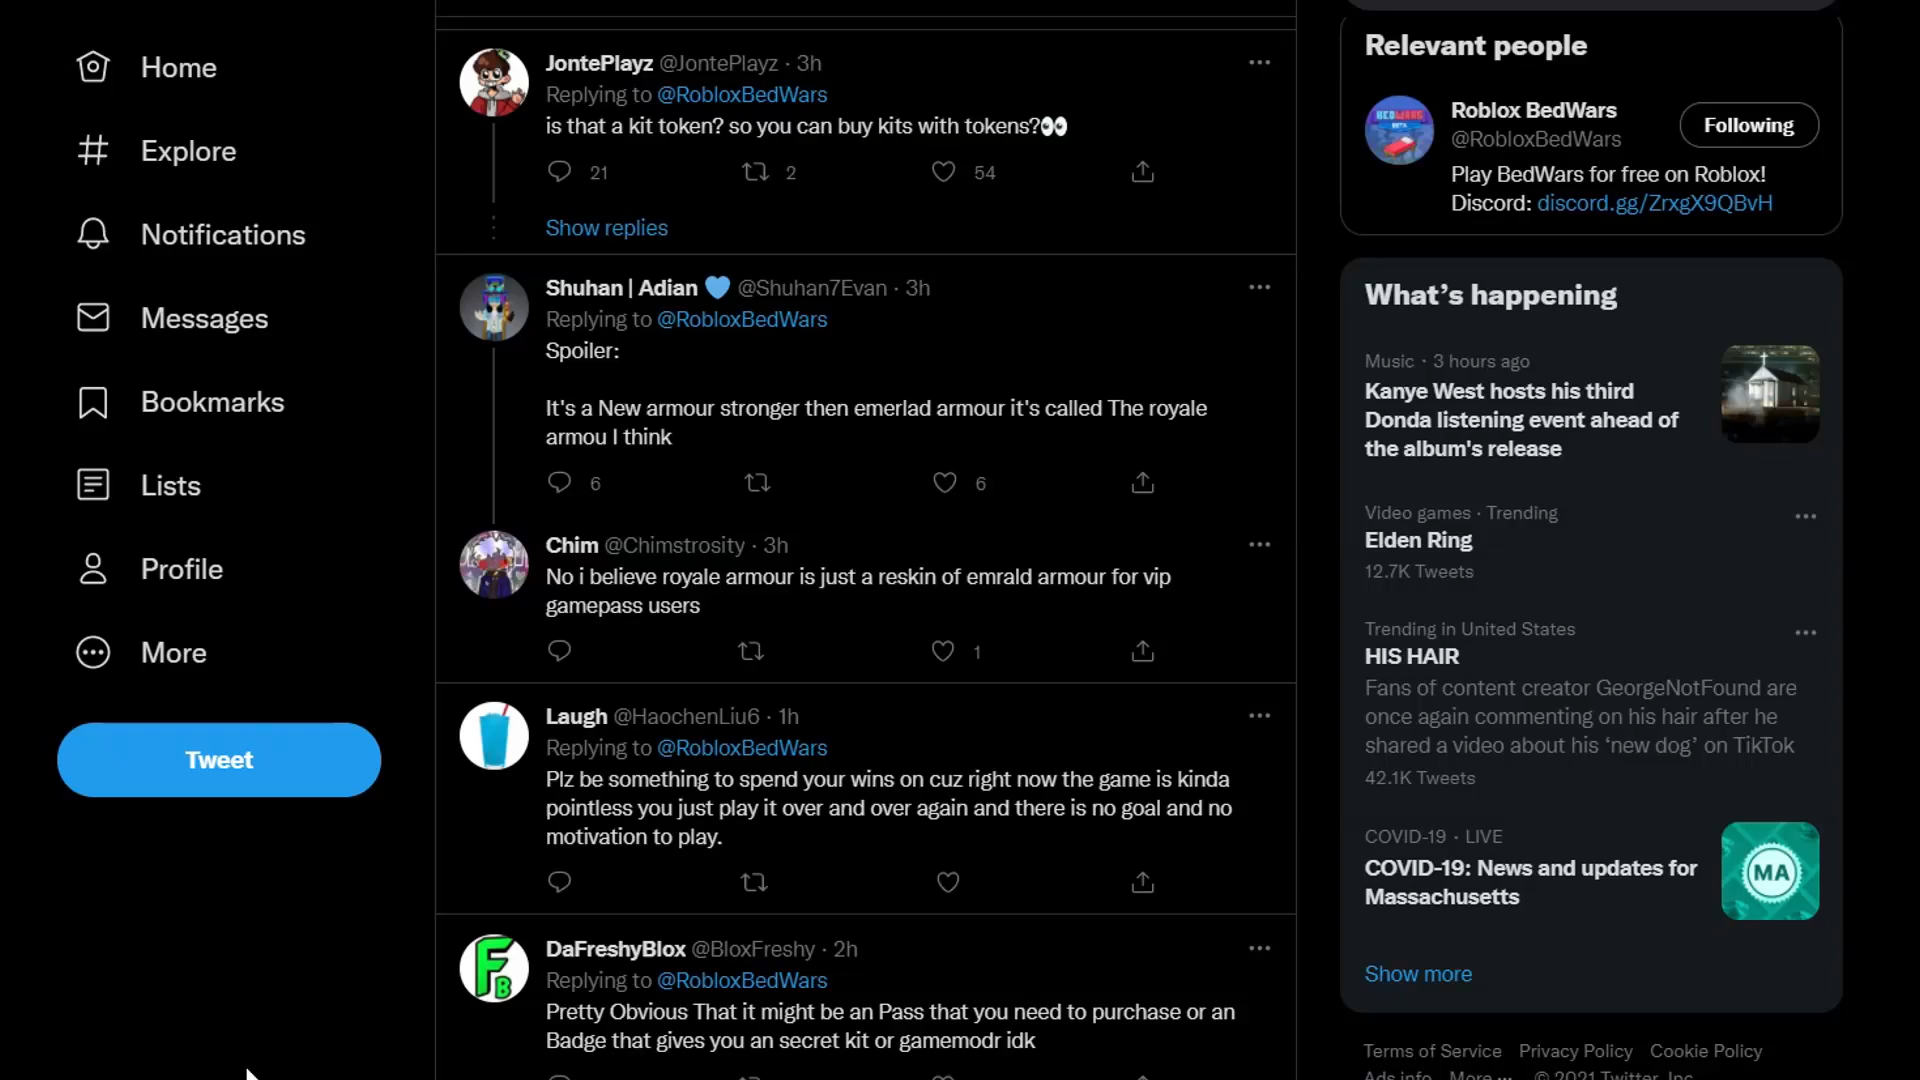 Home
Explore
Notifications
Messages
Bookmarks
Lists
Profile
More
Tweet
JontePlayz @JontePlayz · 3h
Replying to @RobloxBedWars
is that a kit token? so you can buy kits with tokens?👀
21 2 54
Show replies
Shuhan | Adian 💙 @Shuhan7Evan · 3h
Replying to @RobloxBedWars
Spoiler:
It's a New armour stronger then emerlad armour it's called The royale
armou I think
6 6
Chim @Chimstrosity · 3h
No i believe royale armour is just a reskin of emrald armour for vip
gamepass users
1
Laugh @HaochenLiu6 · 1h
Replying to @RobloxBedWars
Plz be something to spend your wins on cuz right now the game is kinda
pointless you just play it over and over again and there is no goal and no
motivation to play.
DaFreshyBlox @BloxFreshy · 2h
Replying to @RobloxBedWars
Pretty Obvious That it might be an Pass that you need to purchase or an
Badge that gives you an secret kit or gamemodr idk
FB
Relevant people
BEDWARS
BETA
Roblox BedWars
@RobloxBedWars
Following
Play BedWars for free on Roblox!
Discord: discord.gg/ZrxgX9QBvH
What's happening
Music · 3 hours ago
Kanye West hosts his third
Donda listening event ahead of
the album's release
Video games · Trending
Elden Ring
12.7K Tweets
Trending in United States
HIS HAIR
Fans of content creator GeorgeNotFound are
once again commenting on his hair after he
shared a video about his ‘new dog’ on TikTok
42.1K Tweets
COVID-19 · LIVE
COVID-19: News and updates for
Massachusetts
MA
Show more
Terms of Service Privacy Policy Cookie Policy
Ads info More ··· © 2021 Twitter, Inc.